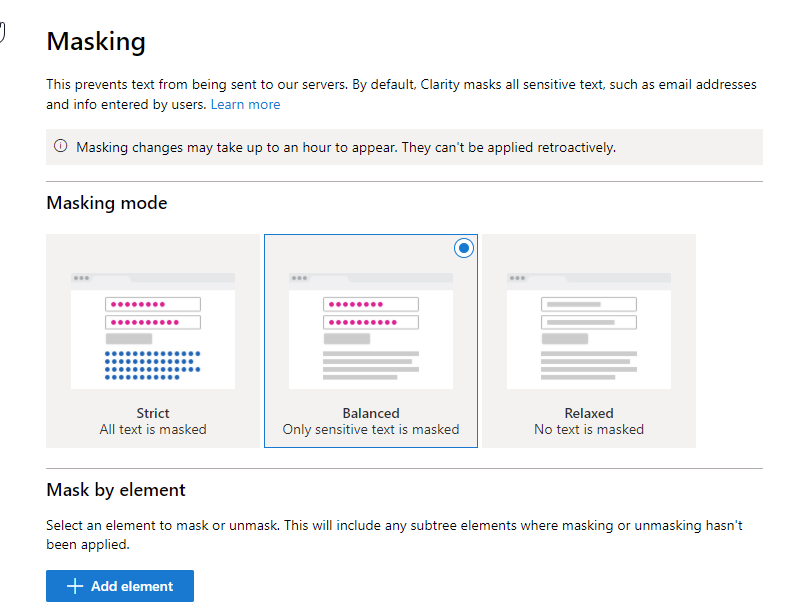 Masking
This prevents text from being sent to our servers. By default, Clarity masks all sensitive text, such as email addresses
and info entered by users. Learn more
Masking changes may take up to an hour to appear. They can't be applied retroactively.
Masking mode
Strict
All text is masked
Balanced
Only sensitive text is masked
Relaxed
No text is masked
Mask by element
Select an element to mask or unmask. This will include any subtree elements where masking or unmasking hasn't
been applied.
Add element